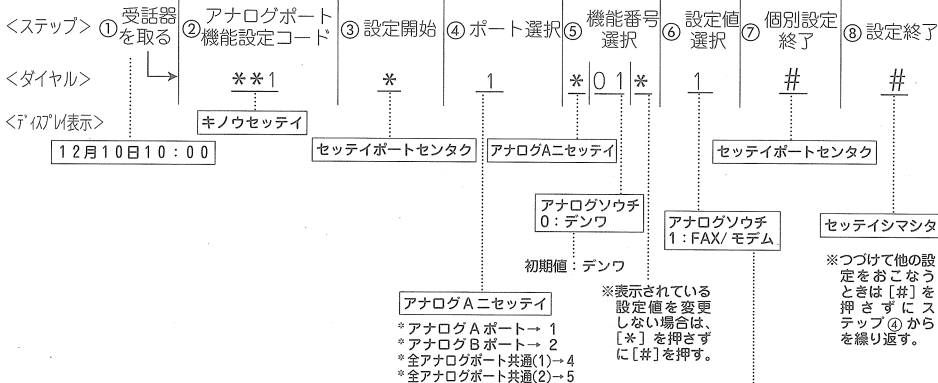 <ステップ> ①受話器を取る ②アナログポート機能設定コード ③設定開始 ④ポート選択 ⑤機能番号選択 ⑥設定値選択 ⑦個別設定終了 ⑧設定終了
<ダイヤル> **1 * 1 *01* 1 # #
<ディスプレイ表示>
12月10日10:00
キノウセッテイ
セッテイポートセンタク
アナログAニセッテイ
セッテイポートセンタク
アナログソウチ
0:デンワ
初期値:デンワ
アナログソウチ
1:FAX/モデム
セッテイシマシタ
アナログAニセッテイ
*アナログAポート→ 1
*アナログBポート→ 2
*全アナログポート共通(1)→4
*全アナログポート共通(2)→5
※表示されている
設定値を変更
しない場合は、
[*]を押さず
に[#]を押す。
※つづけて他の設
定をおこなう
ときは[#]を
押さずにス
テップ④から
を繰り返す。